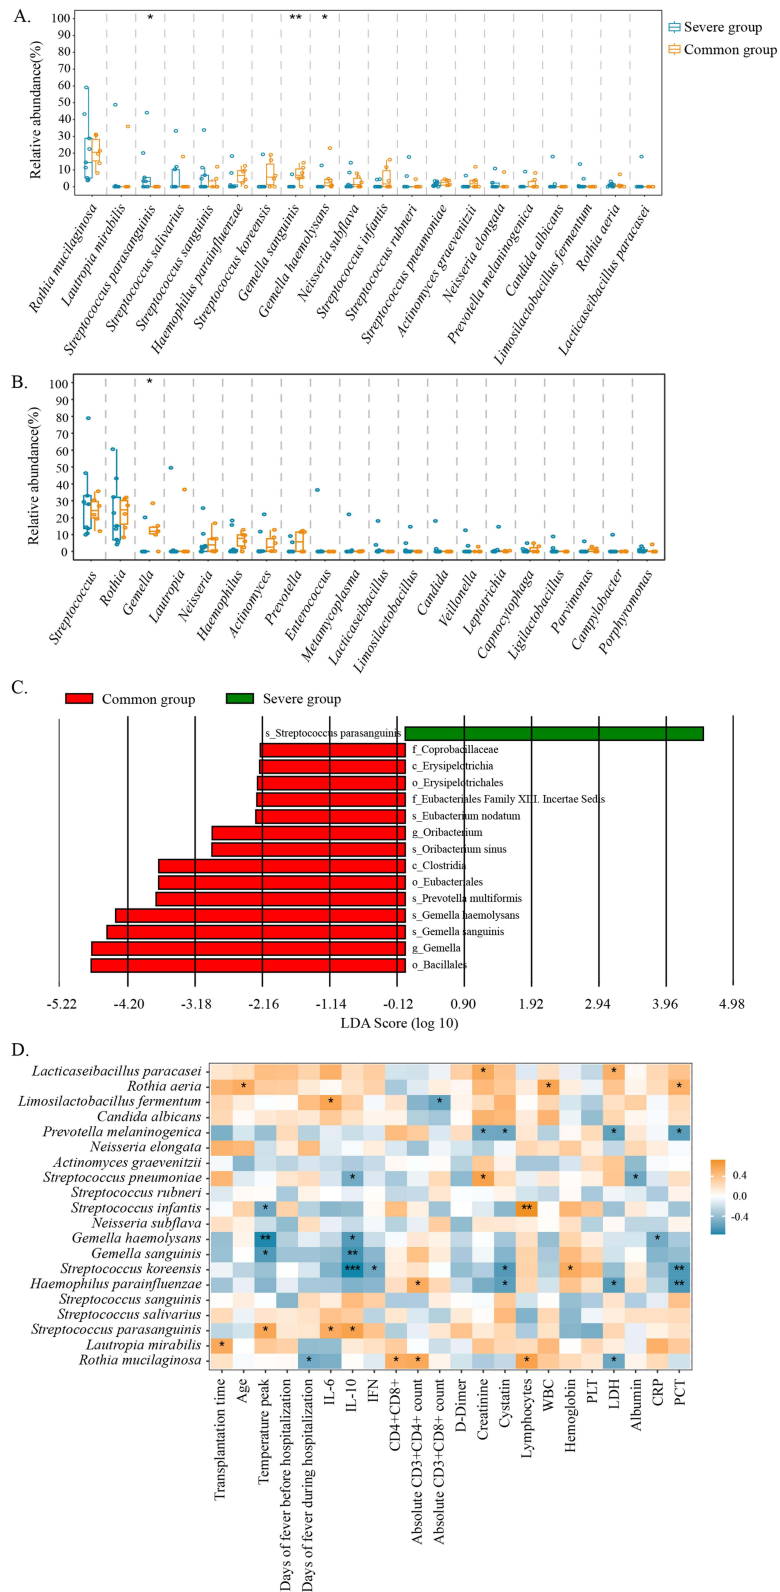 A.
*
**
*
Severe group
Common group
Relative abundance(%)
100
90
80
70
60
50
40
30
20
10
0
Rothia mucilaginosa
Lautropia mirabilis
Streptococcus parasanguinis
Streptococcus salivarius
Streptococcus sanguinis
Haemophilus parainfluenzae
Streptococcus koreensis
Gemella sanguinis
Gemella haemolysans
Neisseria subflava
Streptococcus infantis
Streptococcus rubneri
Streptococcus pneumoniae
Actinomyces graevenitzii
Neisseria elongata
Prevotella melaninogenica
Candida albicans
Limosilactobacillus fermentum
Rothia aeria
Lacticaseibacillus paracasei
B.
*
Relative abundance(%)
100
90
80
70
60
50
40
30
20
10
0
Streptococcus
Rothia
Gemella
Lautropia
Neisseria
Haemophilus
Actinomyces
Prevotella
Enterococcus
Metamycoplasma
Lacticaseibacillus
Limosilactobacillus
Candida
Veillonella
Leptotrichia
Capnocytophaga
Ligilactobacillus
Parvimonas
Campylobacter
Porphyromonas
C.
Common group
Severe group
s_Streptococcus parasanguinis
f_Coprobacillaceae
c_Erysipelotrichia
o_Erysipelotrichales
f_Eubacteriales Family XIII. Incertae Sedis
s_Eubacterium nodatum
g_Oribacterium
s_Oribacterium sinus
c_Clostridia
o_Eubacteriales
s_Prevotella multiformis
s_Gemella haemolysans
s_Gemella sanguinis
g_Gemella
o_Bacillales
-5.22 -4.20 -3.18 -2.16 -1.14 -0.12 0.90 1.92 2.94 3.96 4.98
LDA Score (log 10)
D.
Lacticaseibacillus paracasei * *
Rothia aeria * * *
Limosilactobacillus fermentum * *
Candida albicans
Prevotella melaninogenica * * * *
Neisseria elongata
Actinomyces graevenitzii
Streptococcus pneumoniae * * *
Streptococcus rubneri
Streptococcus infantis * **
Neisseria subflava
Gemella haemolysans ** * *
Gemella sanguinis * **
Streptococcus koreensis *** * * * **
Haemophilus parainfluenzae * * * **
Streptococcus sanguinis
Streptococcus salivarius
Streptococcus parasanguinis * * *
Lautropia mirabilis *
Rothia mucilaginosa * * * * *
0.4
0.0
-0.4
Transplantation time
Age
Temperature peak
Days of fever before hospitalization
Days of fever during hospitalization
IL-6
IL-10
IFN
CD4+CD8+
Absolute CD3+CD4+ count
Absolute CD3+CD8+ count
D-Dimer
Creatinine
Cystatin
Lymphocytes
WBC
Hemoglobin
PLT
LDH
Albumin
CRP
PCT